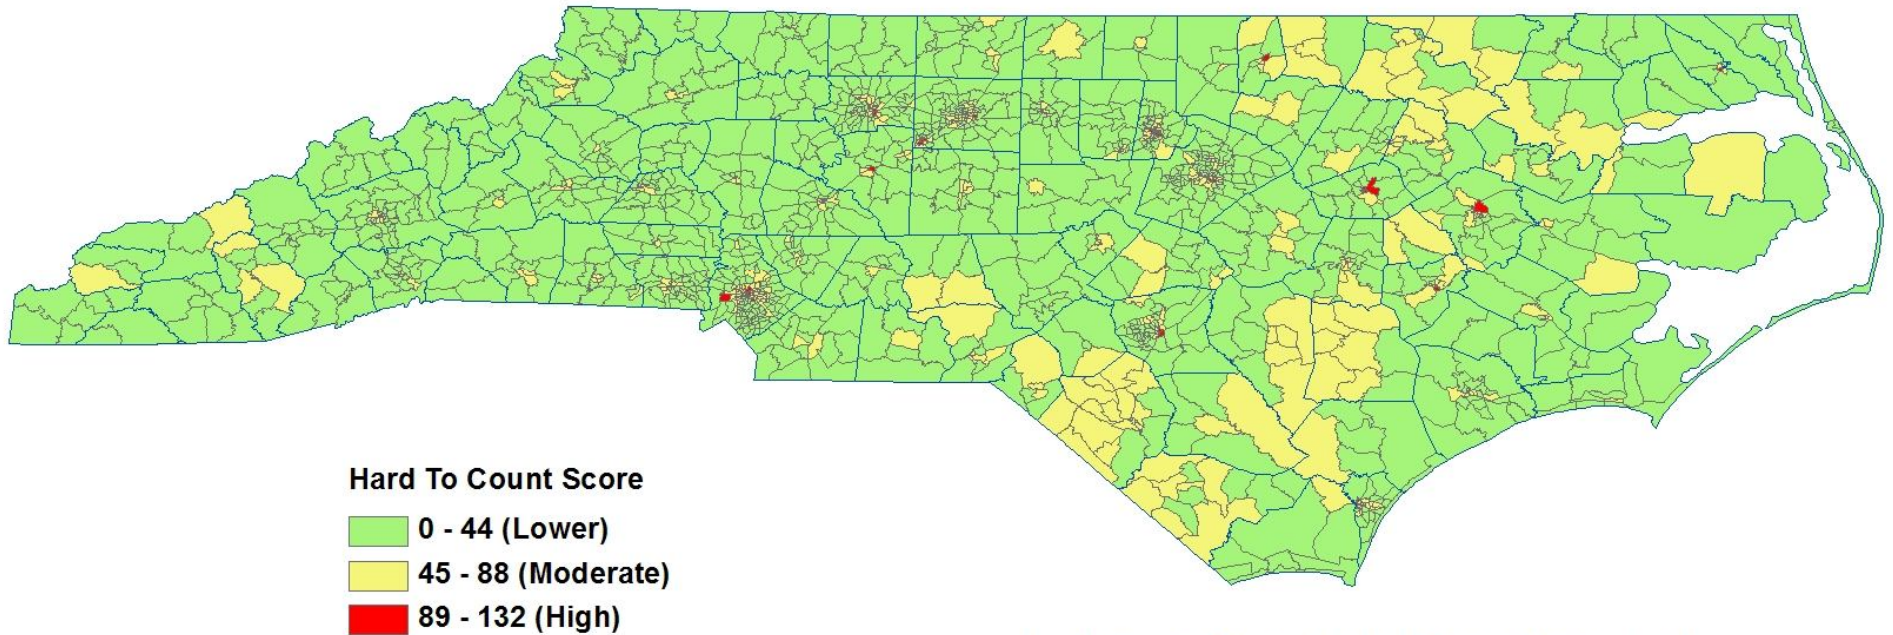 Hard To Count Score
0 - 44 (Lower)
45 - 88 (Moderate)
89 - 132 (High)